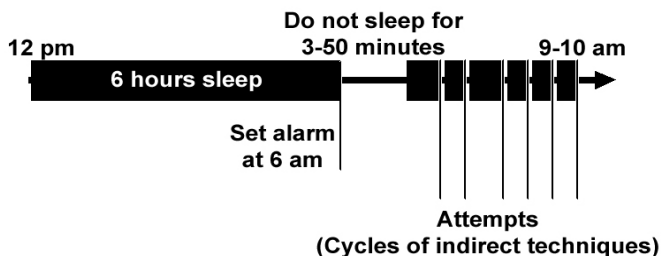 Do not sleep for
12 pm 3-50 minutes 9-10 am
6 hours sleep
Set alarm
at 6 am
Attempts
(Cycles of indirect techniques)